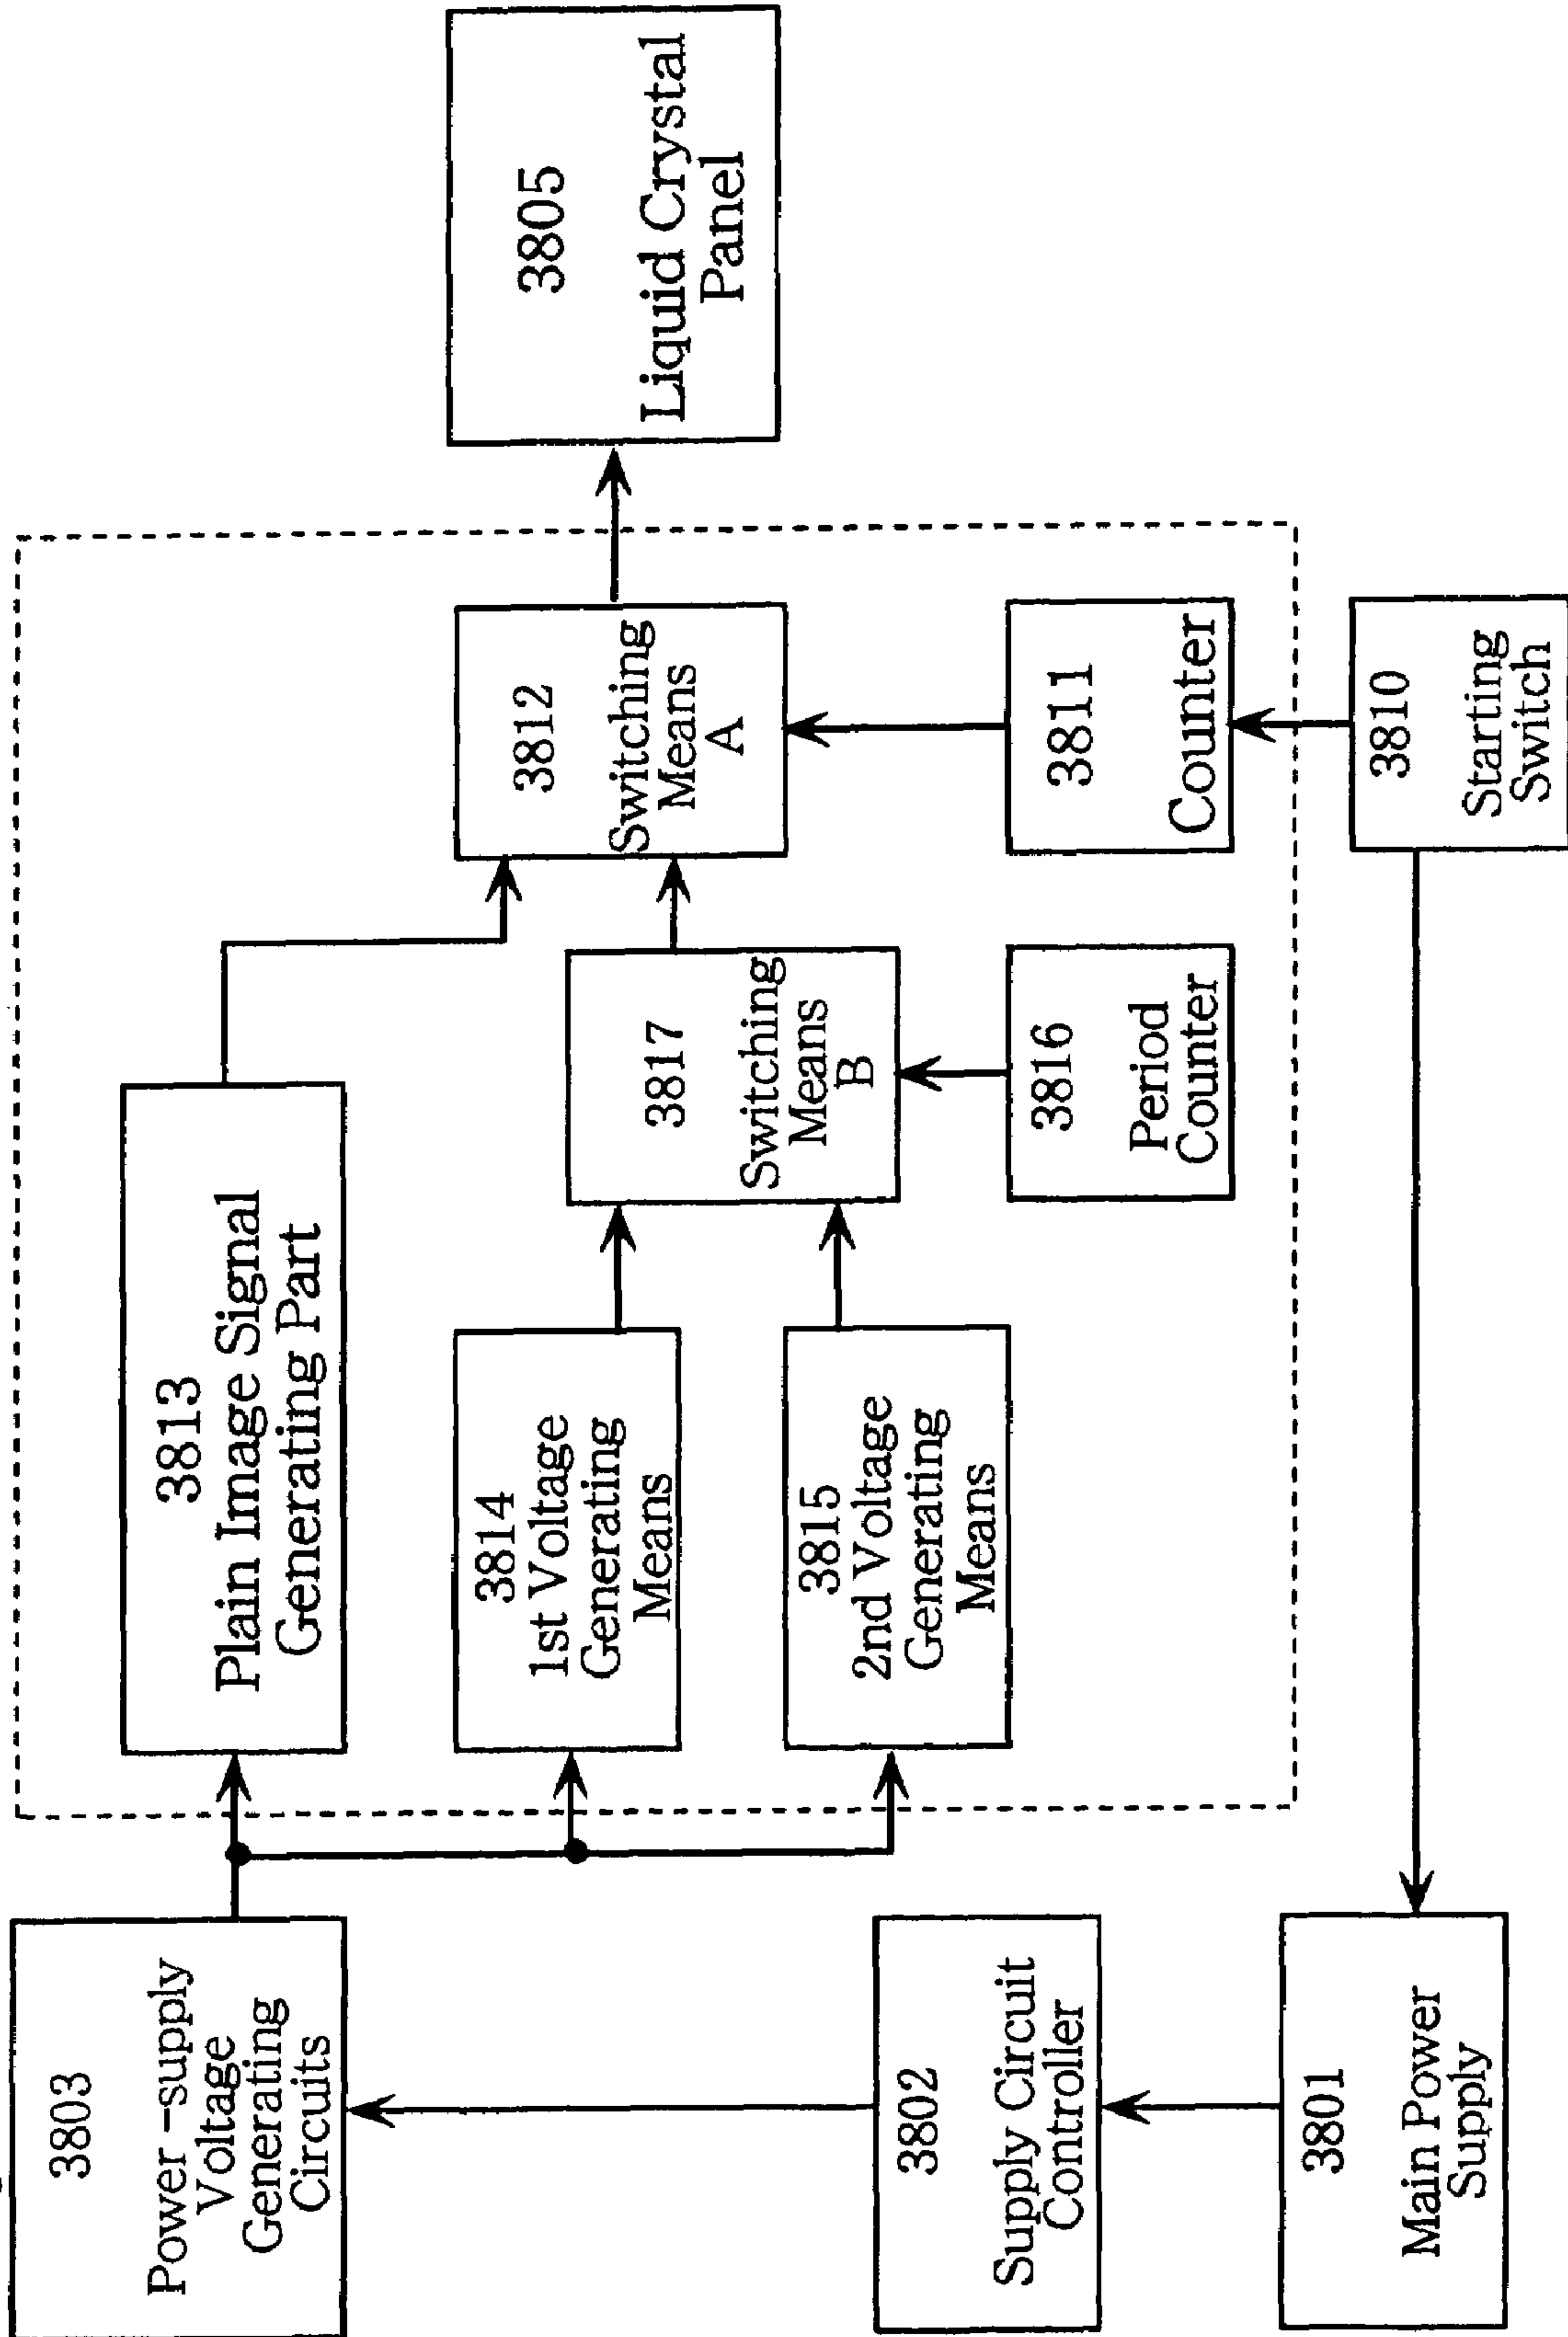 3803
Power-supply
Voltage
Generating
Circuits
3813
Plain Image Signal
Generating Part
3814
1st Voltage
Generating
Means
3815
2nd Voltage
Generating
Means
3817
Switching
Means
B
3816
Period
Counter
3812
Switching
Means
A
3811
Counter
3805
Liquid Crystal
Panel
3802
Supply Circuit
Controller
3801
Main Power
Supply
3810
Starting
Switch